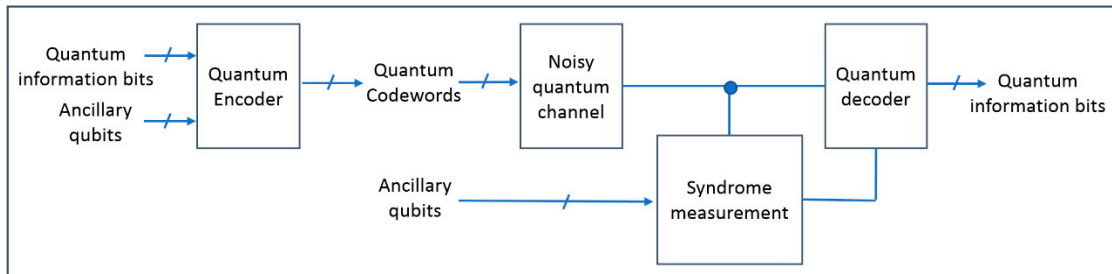 Quantum
information bits
Ancillary
qubits
Quantum
Encoder
Quantum
Codewords
Noisy
quantum
channel
Quantum
decoder
Quantum
information bits
Ancillary
qubits
Syndrome
measurement